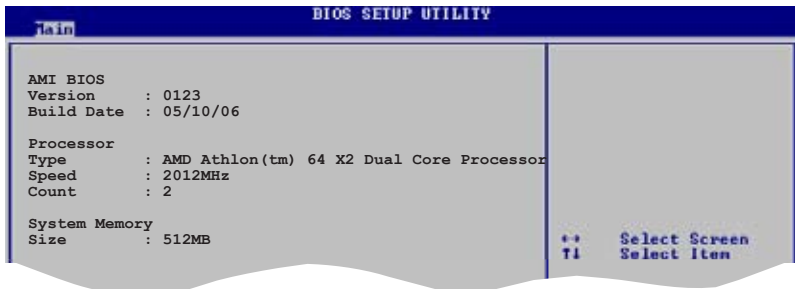 BIOS SETUP UTILITY
Main
AMI BIOS
Version : 0123
Build Date : 05/10/06
Processor
Type : AMD Athlon(tm) 64 X2 Dual Core Processor
Speed : 2012MHz
Count : 2
System Memory
Size : 512MB
↔ Select Screen
↑↓ Select Item